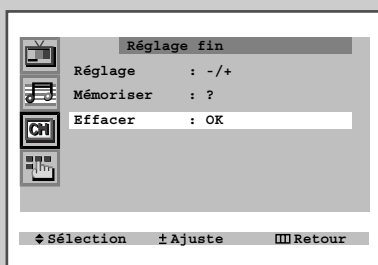 Réglage fin
Réglage : -/+
Mémoriser : ?
CH
Effacer : OK
Sélection ± Ajuste Retour